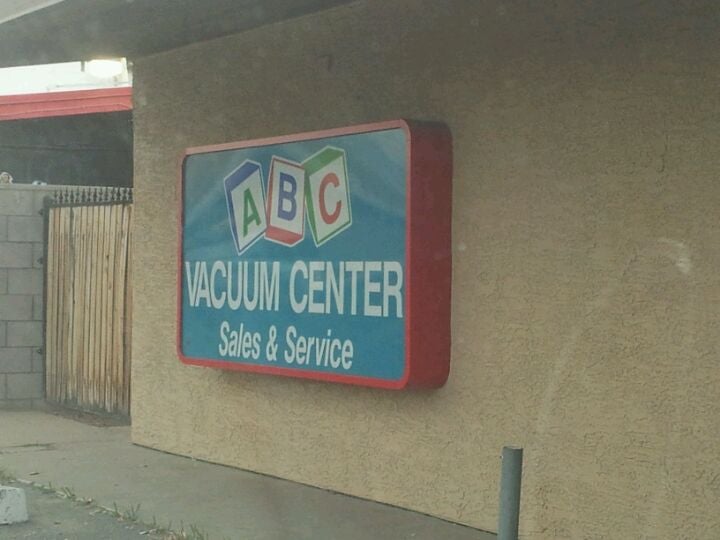 ABC
VACUUM CENTER
Sales & Service